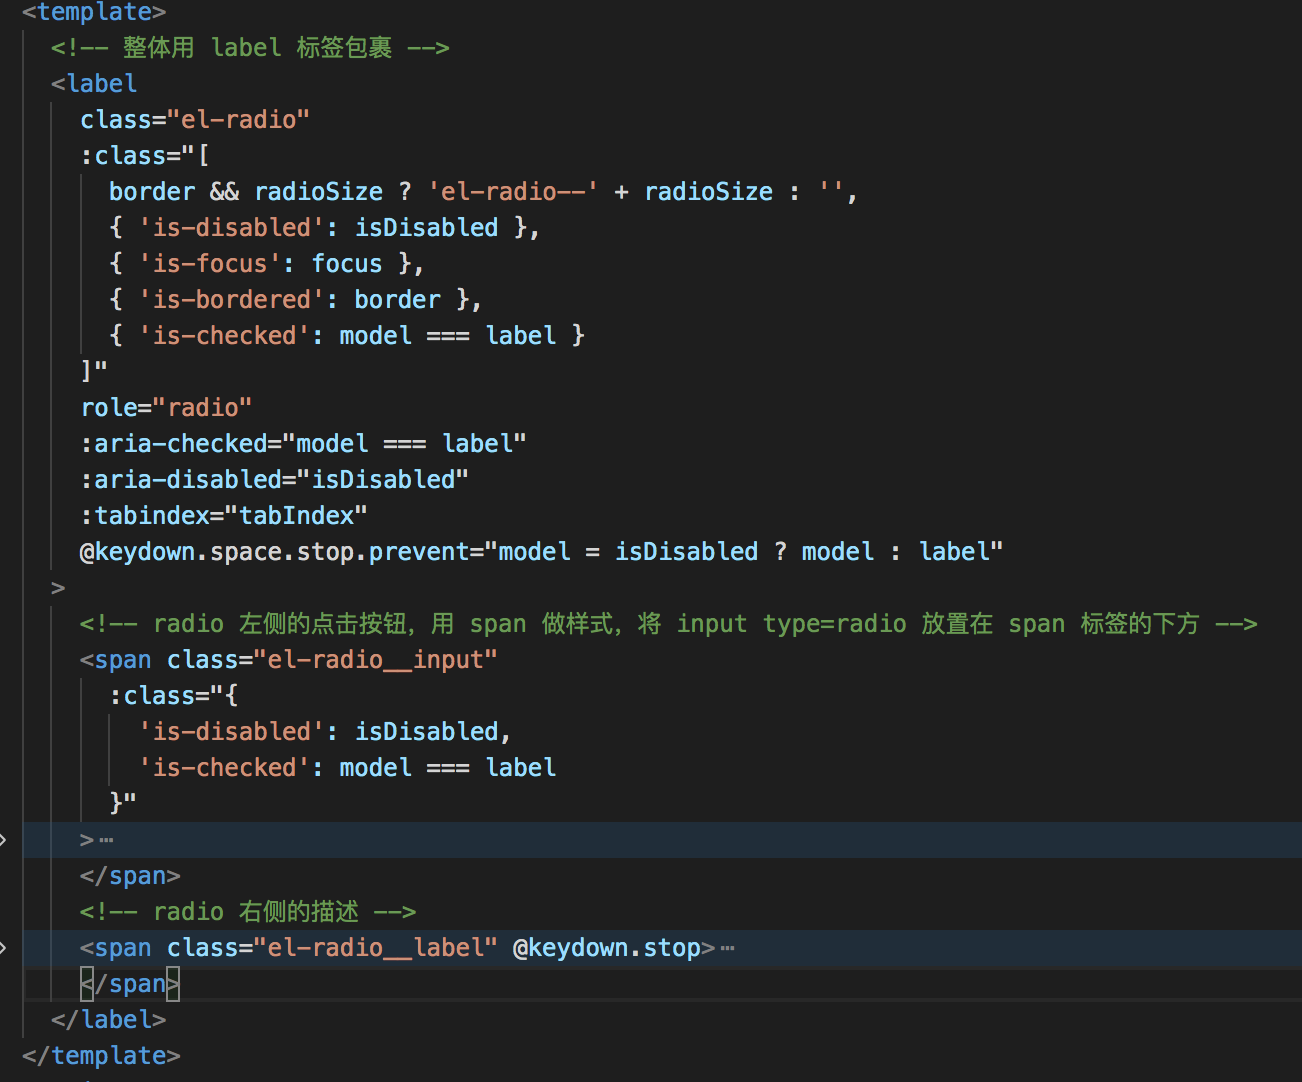 <template>
<!-- 整体用 label 标签包裹 -->
<label
class="el-radio"
:class="[
border && radioSize ? 'el-radio--' + radioSize : '',
{ 'is-disabled': isDisabled },
{ 'is-focus': focus },
{ 'is-bordered': border },
{ 'is-checked': model === label }
]"
role="radio"
:aria-checked="model === label"
:aria-disabled="isDisabled"
:tabindex="tabIndex"
@keydown.space.stop.prevent="model = isDisabled ? model : label"
>
<!-- radio 左侧的点击按钮，用 span 做样式，将 input type=radio 放置在 span 标签的下方 -->
<span class="el-radio__input"
:class="{
'is-disabled': isDisabled,
'is-checked': model === label
}"
>⋯
</span>
<!-- radio 右侧的描述 -->
<span class="el-radio__label" @keydown.stop>⋯
</span>
</label>
</template>